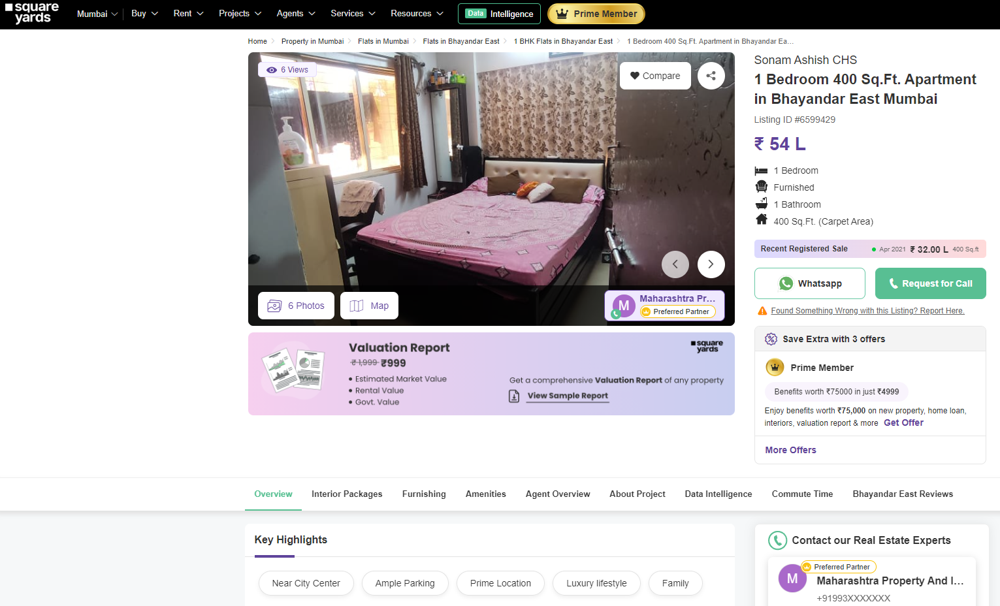 square
yards
Mumbai
Buy
Rent
Projects
Agents
Services
Resources
Data Intelligence
Prime Member
Home
Property in Mumbai
Flats in Mumbai
Flats in Bhayandar East
1 BHK Flats in Bhayandar East
1 Bedroom 400 Sq.Ft. Apartment in Bhayandar Ea...
6 Views
Compare
6 Photos
Map
M
Maharashtra Pr...
Preferred Partner
Sonam Ashish CHS
1 Bedroom 400 Sq.Ft. Apartment
in Bhayandar East Mumbai
Listing ID #6599429
₹ 54 L
1 Bedroom
Furnished
1 Bathroom
400 Sq.Ft. (Carpet Area)
Recent Registered Sale
Apr 2021 ₹ 32.00 L 400 Sq.ft
Whatsapp
Request for Call
Found Something Wrong with this Listing? Report Here.
Save Extra with 3 offers
Prime Member
Benefits worth ₹75000 in just ₹4999
Enjoy benefits worth ₹75,000 on new property, home loan,
interiors, valuation report & more Get Offer
More Offers
Valuation Report
₹ 1,999 ₹999
• Estimated Market Value
• Rental Value
• Govt. Value
square
yards
Get a comprehensive Valuation Report of any property
View Sample Report
Overview
Interior Packages
Furnishing
Amenities
Agent Overview
About Project
Data Intelligence
Commute Time
Bhayandar East Reviews
Key Highlights
Near City Center
Ample Parking
Prime Location
Luxury lifestyle
Family
Contact our Real Estate Experts
M
Preferred Partner
Maharashtra Property And I...
+91993XXXXXXX